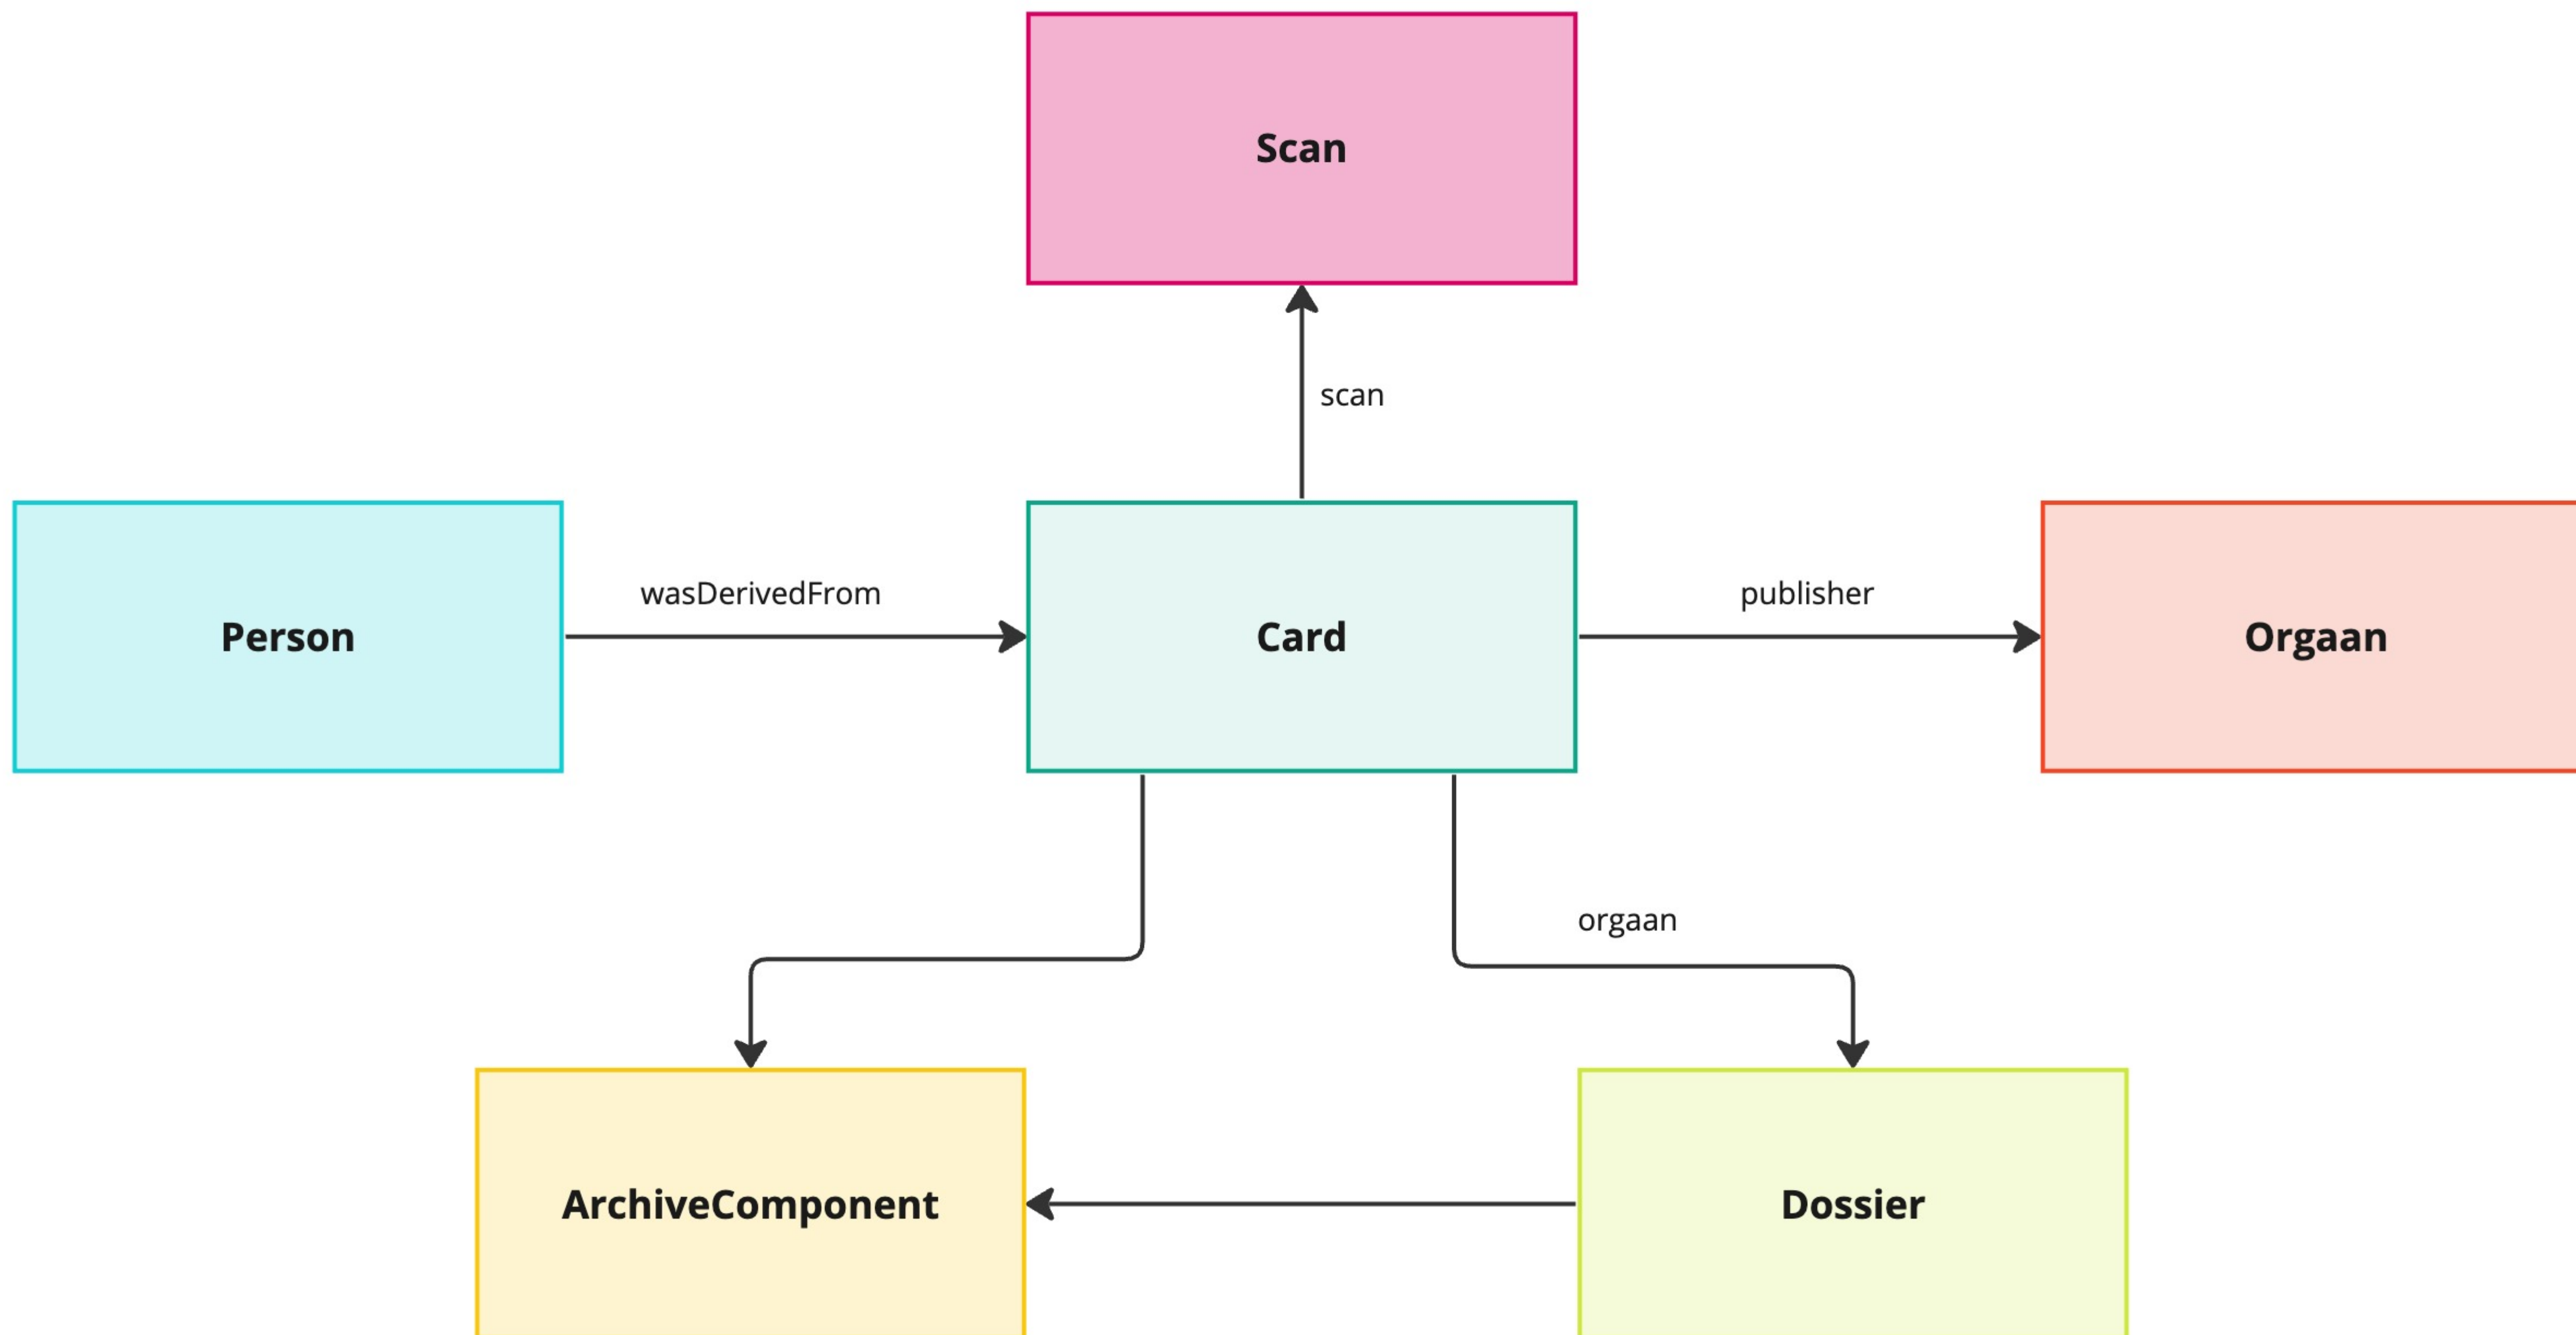 Scan
scan
Person
wasDerivedFrom
Card
publisher
Orgaan
orgaan
ArchiveComponent
Dossier